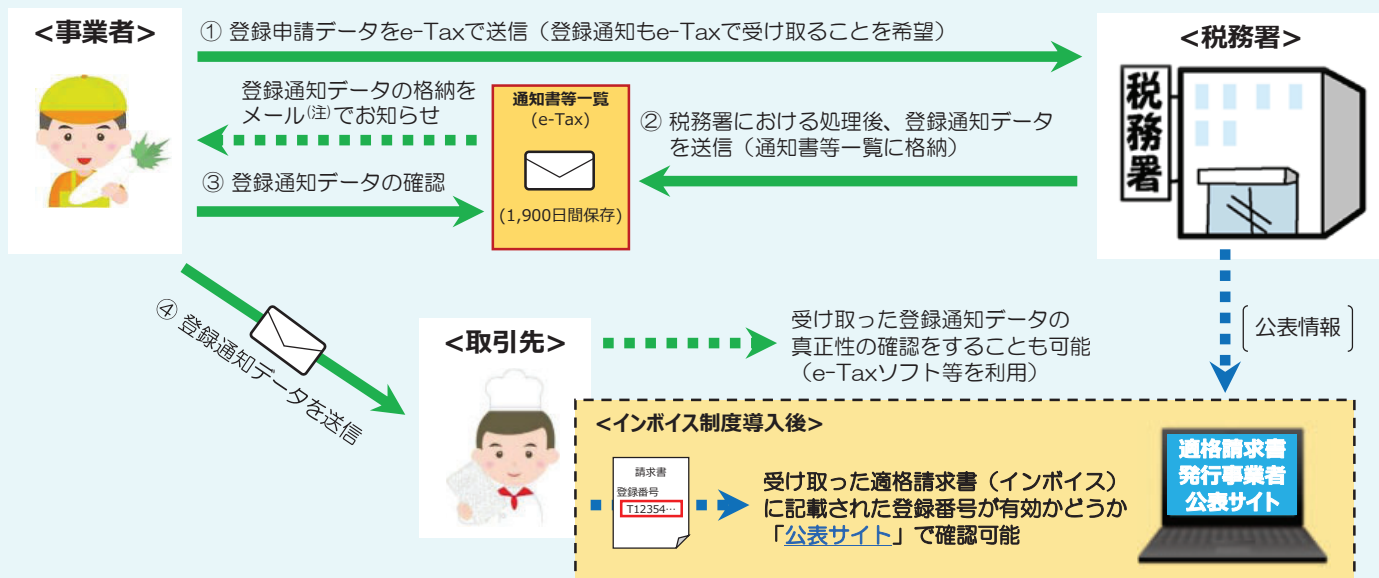 <事業者>
① 登録申請データをe-Taxで送信（登録通知もe-Taxで受け取ることを希望）
<税務署>
税務署
登録通知データの格納を
メール(注)でお知らせ
通知書等一覧
(e-Tax)
(1,900日間保存)
② 税務署における処理後、登録通知データ
を送信（通知書等一覧に格納）
③ 登録通知データの確認
④ 登録通知データを送信
<取引先>
受け取った登録通知データの
真正性の確認をすることも可能
（e-Taxソフト等を利用）
公表情報
<インボイス制度導入後>
請求書
登録番号
T12354…
受け取った適格請求書（インボイス）
に記載された登録番号が有効かどうか
「公表サイト」で確認可能
適格請求書
発行事業者
公表サイト